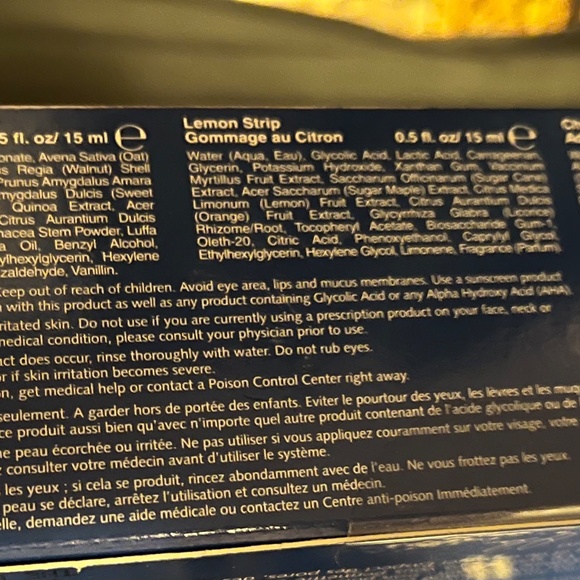 5 fl. oz/ 15 ml e
onate, Avena Sativa (Oat)
s Regia (Walnut) Shell
Prunus Amygdalus Amara
mygdalus Dulcis (Sweet
Quinoa Extract, Acer
Citrus Aurantium Dulcis
nacea Stem Powder, Luffa
a Oil, Benzyl Alcohol,
ylhexylglycerin, Hexylene
zaldehyde, Vanillin.
Lemon Strip
Gommage au Citron 0.5 fl. oz/ 15 ml e
Water (Aqua, Eau), Glycolic Acid, Lactic Acid, Carrageenan,
Glycerin, Potassium Hydroxide, Xanthan Gum, Vaccinium
Myrtillus Fruit Extract, Saccharum Officinarum (Sugar Cane)
Extract, Acer Saccharum (Sugar Maple) Extract, Citrus Medica
Limonum (Lemon) Fruit Extract, Citrus Aurantium Dulcis
(Orange) Fruit Extract, Glycyrrhiza Glabra (Licorice)
Rhizome/Root, Tocopheryl Acetate, Biosaccharide Gum-1,
Oleth-20, Citric Acid, Phenoxyethanol, Caprylyl Glycol,
Ethylhexylglycerin, Hexylene Glycol, Limonene, Fragrance (Parfum)
Keep out of reach of children. Avoid eye area, lips and mucus membranes. Use a sunscreen product
with this product as well as any product containing Glycolic Acid or any Alpha Hydroxy Acid (AHA).
ritated skin. Do not use if you are currently using a prescription product on your face, neck or
medical condition, please consult your physician prior to use.
act does occur, rinse thoroughly with water. Do not rub eyes.
r if skin irritation becomes severe.
n, get medical help or contact a Poison Control Center right away.
seulement. A garder hors de portée des enfants. Eviter le pourtour des yeux, les lèvres et les muq
ce produit aussi bien qu'avec n'importe quel autre produit contenant de l'acide glycolique ou de
ne peau écorchée ou irritée. Ne pas utiliser si vous appliquez couramment sur votre visage, votre
consulter votre médecin avant d'utiliser le système.
les yeux ; si cela se produit, rincez abondamment avec de l'eau. Ne vous frottez pas les yeux.
peau se déclare, arrêtez l'utilisation et consultez un médecin.
elle, demandez une aide médicale ou contactez un Centre anti-poison Immédiatement.